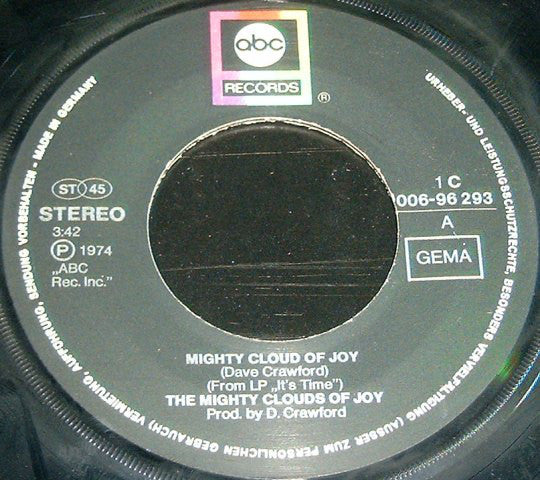 abc
RECORDS
®
ST 45
STEREO
3:42
Ⓟ 1974
„ABC
Rec. Inc."
1 C
006-96 293
A
GEMA
MIGHTY CLOUD OF JOY
(Dave Crawford)
(From LP „It's Time")
THE MIGHTY CLOUDS OF JOY
Prod. by D. Crawford
URHEBER - UND LEISTUNGSSCHUTZRECHTE, BESONDERS VERVIELFÄLTIGUNG (AUSSER ZUM PERSÖNLICHEN GEBRAUCH) VERMIETUNG, AUFFÜHRUNG, SENDUNG VORBEHALTEN - MADE IN GERMANY